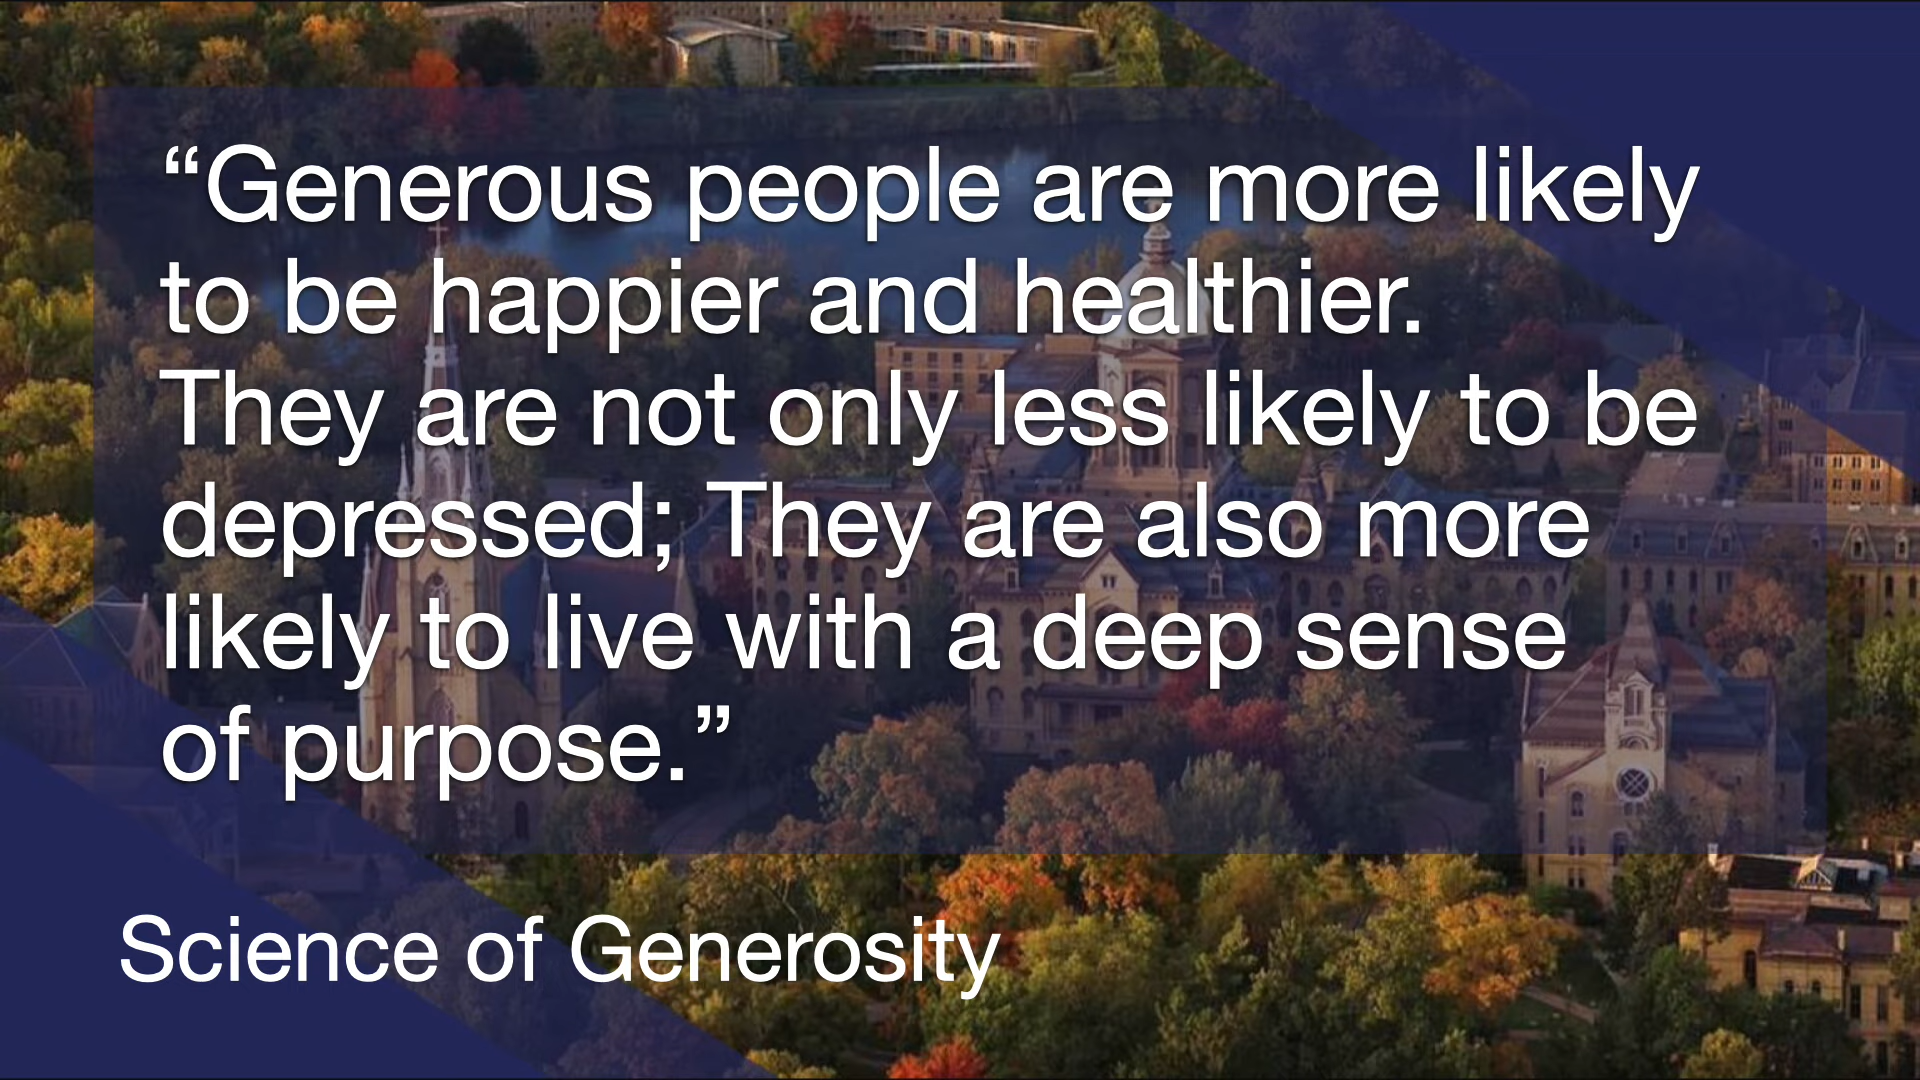 “Generous people are more likely
to be happier and healthier.
They are not only less likely to be
depressed; They are also more
likely to live with a deep sense
of purpose.”
Science of Generosity